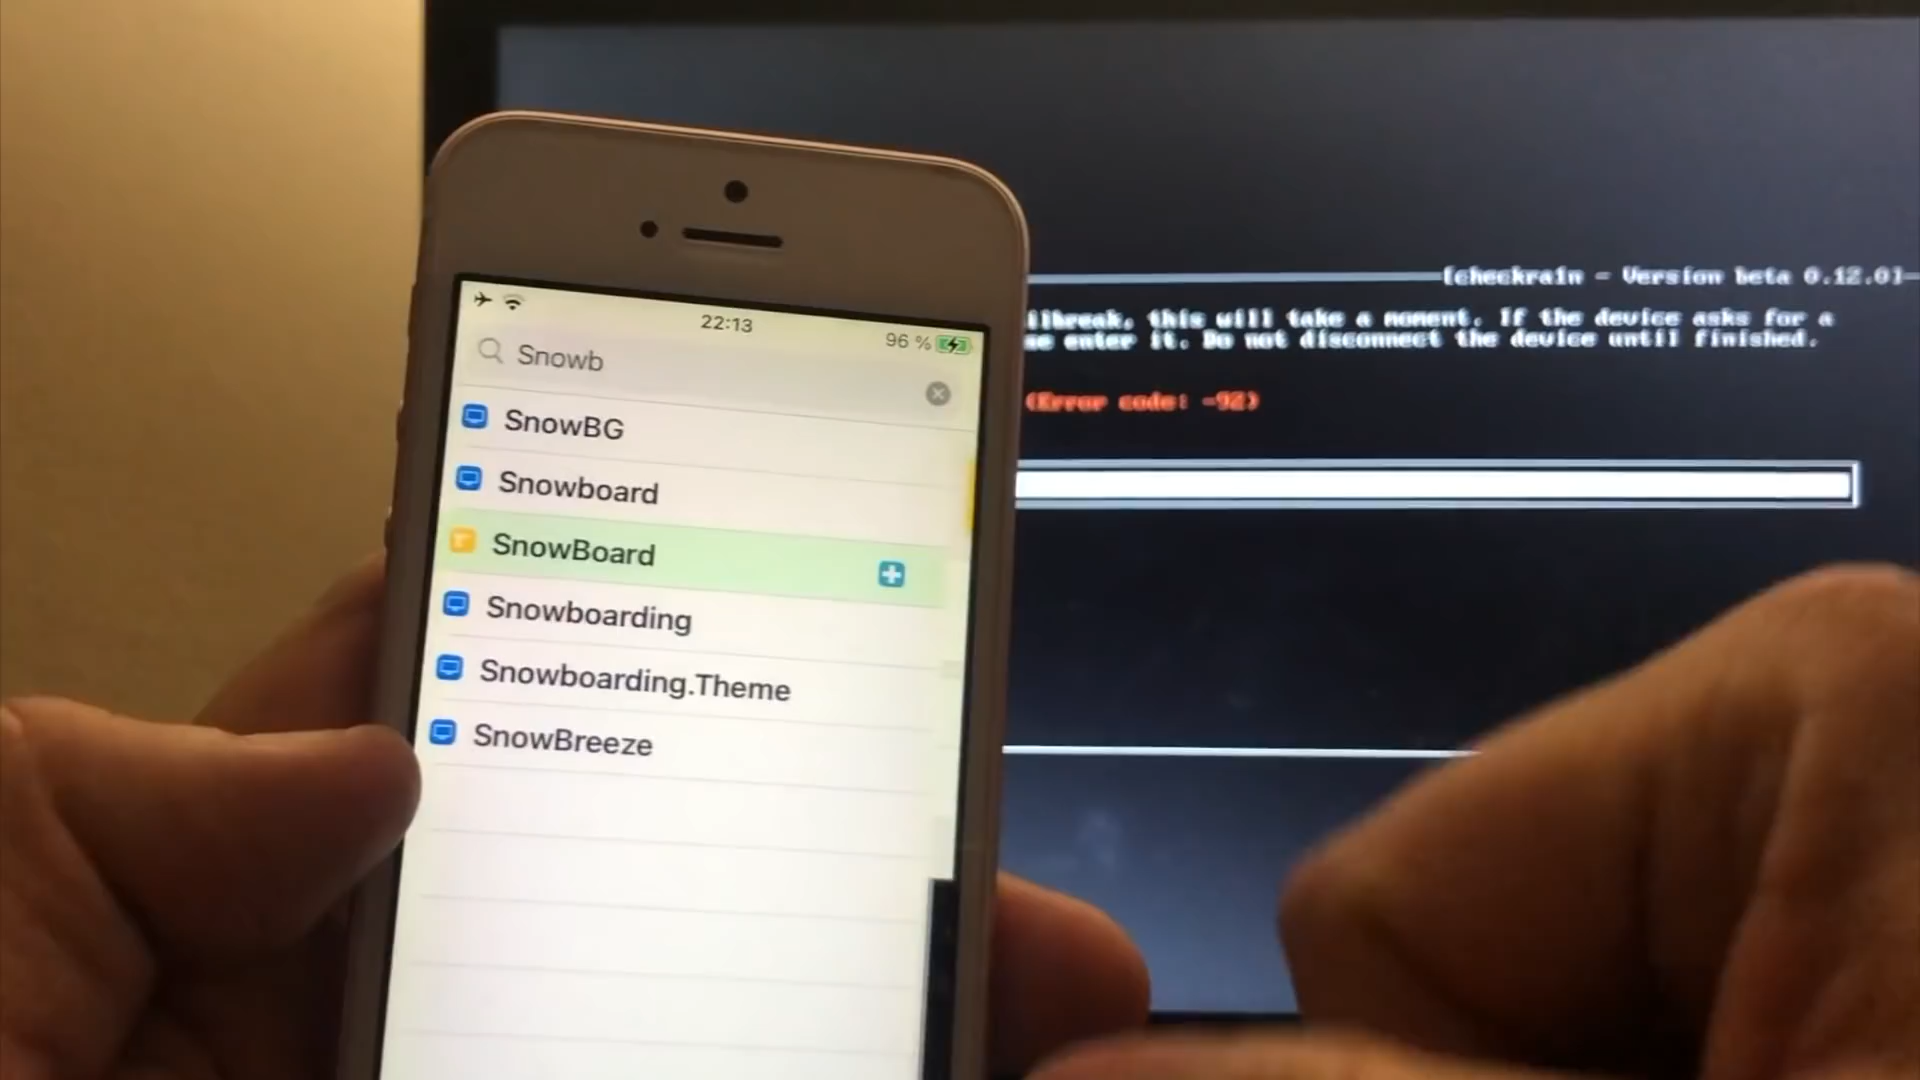 22:13
96 %
Snowb
SnowBG
Snowboard
SnowBoard
Snowboarding
Snowboarding.Theme
SnowBreeze
[checkra1n - Version beta 0.12.0]
ilbreak, this will take a moment. If the device asks for a
se enter it. Do not disconnect the device until finished.
(Error code: -92)